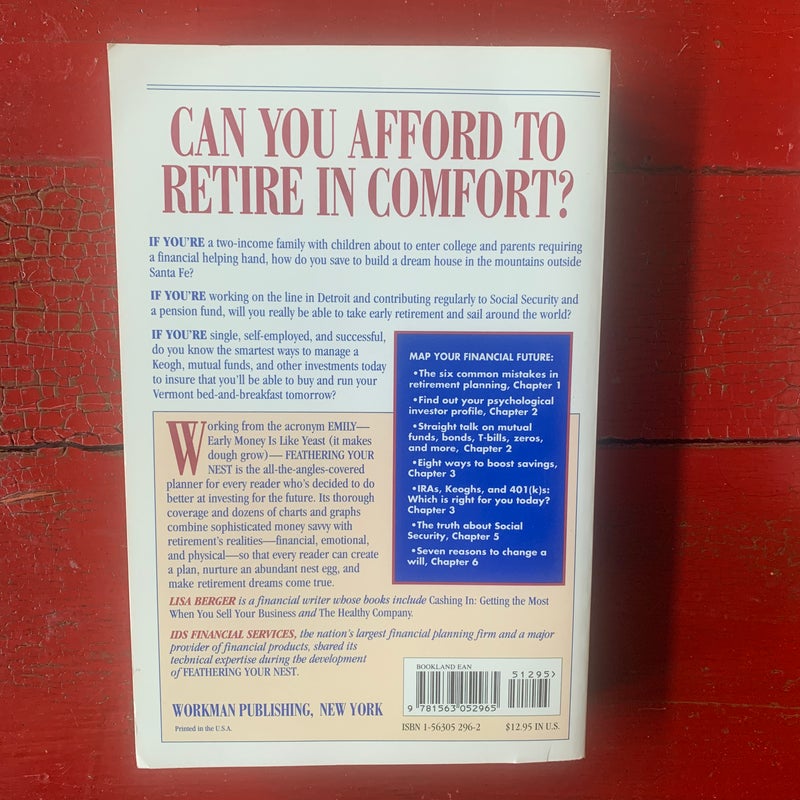 CAN YOU AFFORD TO
RETIRE IN COMFORT?
IF YOU'RE a two-income family with children about to enter college and parents requiring
a financial helping hand, how do you save to build a dream house in the mountains outside
Santa Fe?
IF YOU'RE working on the line in Detroit and contributing regularly to Social Security and
a pension fund, will you really be able to take early retirement and sail around the world?
IF YOU'RE single, self-employed, and successful,
do you know the smartest ways to manage a
Keogh, mutual funds, and other investments today
to insure that you'll be able to buy and run your
Vermont bed-and-breakfast tomorrow?
MAP YOUR FINANCIAL FUTURE:
•The six common mistakes in
retirement planning, Chapter 1
•Find out your psychological
investor profile, Chapter 2
•Straight talk on mutual
funds, bonds, T-bills, zeros,
and more, Chapter 2
•Eight ways to boost savings,
Chapter 3
•IRAs, Keoghs, and 401(k)s:
Which is right for you today?
Chapter 3
•The truth about Social
Security, Chapter 5
•Seven reasons to change a
will, Chapter 6
Working from the acronym EMILY—
Early Money Is Like Yeast (it makes
dough grow)—FEATHERING YOUR
NEST is the all-the-angles-covered
planner for every reader who's decided to do
better at investing for the future. Its thorough
coverage and dozens of charts and graphs
combine sophisticated money savvy with
retirement's realities—financial, emotional,
and physical—so that every reader can create
a plan, nurture an abundant nest egg, and
make retirement dreams come true.
LISA BERGER is a financial writer whose books include Cashing In: Getting the Most
When You Sell Your Business and The Healthy Company.
IDS FINANCIAL SERVICES, the nation's largest financial planning firm and a major
provider of financial products, shared its
technical expertise during the development
of FEATHERING YOUR NEST.
WORKMAN PUBLISHING, NEW YORK
Printed in the U.S.A.
BOOKLAND EAN
51295>
9 781563 052965
ISBN 1-56305 296-2 $12.95 IN U.S.